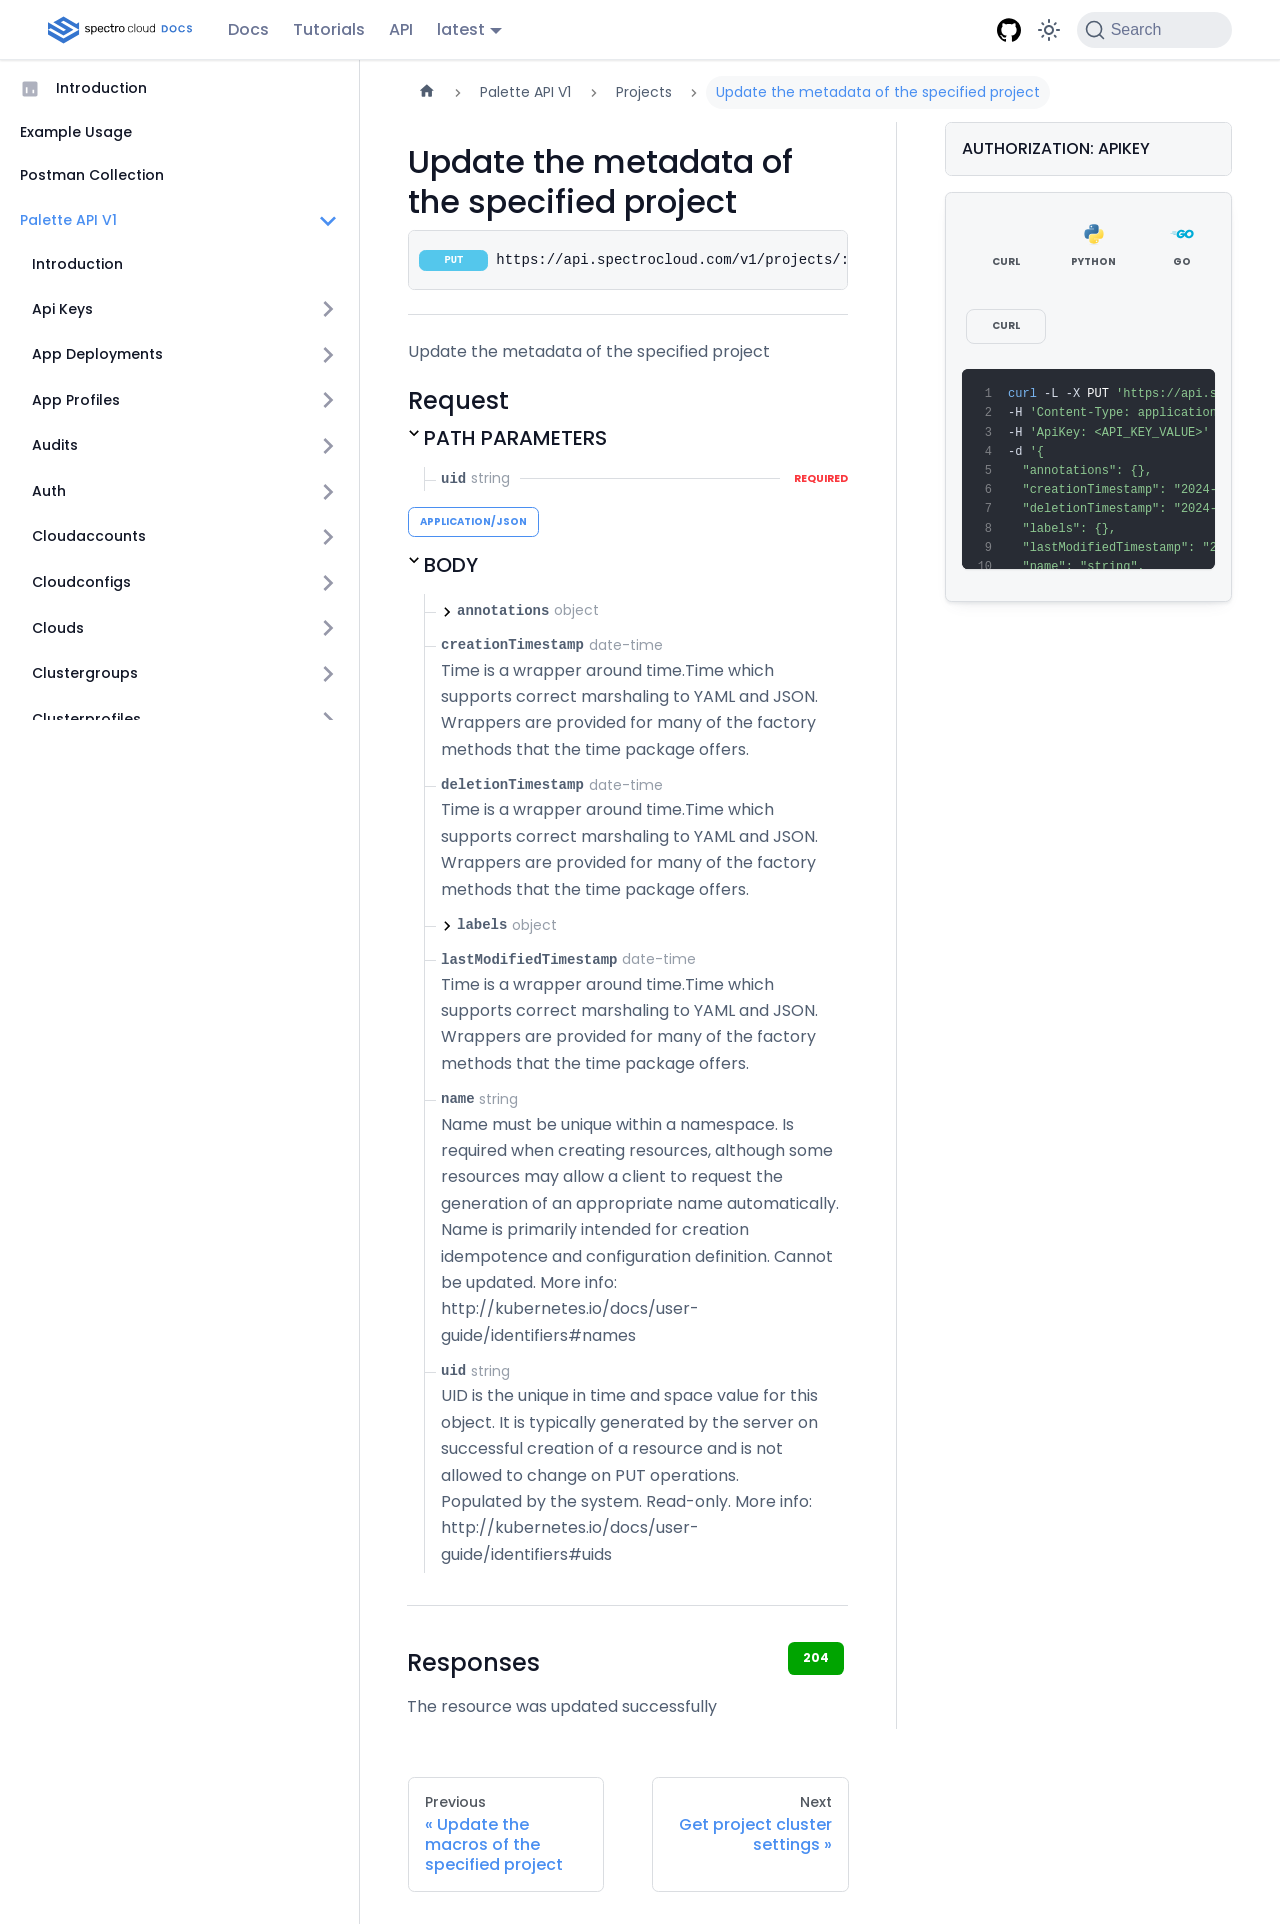 spectro cloud DOCS
Docs
Tutorials
API
latest
Search
Introduction
Example Usage
Postman Collection
Palette API V1
Introduction
Api Keys
App Deployments
App Profiles
Audits
Auth
Cloudaccounts
Cloudconfigs
Clouds
Clustergroups
Clusterprofiles
Palette API V1
Projects
Update the metadata of the specified project
Update the metadata of
the specified project
PUT https://api.spectrocloud.com/v1/projects/:
Update the metadata of the specified project
Request
PATH PARAMETERS
uid string REQUIRED
APPLICATION/JSON
BODY
annotations object
creationTimestamp date-time
Time is a wrapper around time.Time which
supports correct marshaling to YAML and JSON.
Wrappers are provided for many of the factory
methods that the time package offers.
deletionTimestamp date-time
Time is a wrapper around time.Time which
supports correct marshaling to YAML and JSON.
Wrappers are provided for many of the factory
methods that the time package offers.
labels object
lastModifiedTimestamp date-time
Time is a wrapper around time.Time which
supports correct marshaling to YAML and JSON.
Wrappers are provided for many of the factory
methods that the time package offers.
name string
Name must be unique within a namespace. Is
required when creating resources, although some
resources may allow a client to request the
generation of an appropriate name automatically.
Name is primarily intended for creation
idempotence and configuration definition. Cannot
be updated. More info:
http://kubernetes.io/docs/user-
guide/identifiers#names
uid string
UID is the unique in time and space value for this
object. It is typically generated by the server on
successful creation of a resource and is not
allowed to change on PUT operations.
Populated by the system. Read-only. More info:
http://kubernetes.io/docs/user-
guide/identifiers#uids
Responses
204
The resource was updated successfully
Previous
« Update the
macros of the
specified project
Next
Get project cluster
settings »
AUTHORIZATION: APIKEY
GO
CURL
PYTHON
GO
CURL
1 curl -L -X PUT 'https://api.s
2 -H 'Content-Type: application
3 -H 'ApiKey: <API_KEY_VALUE>'
4 -d '{
5 "annotations": {},
6 "creationTimestamp": "2024-
7 "deletionTimestamp": "2024-
8 "labels": {},
9 "lastModifiedTimestamp": "2
10 "name": "string",